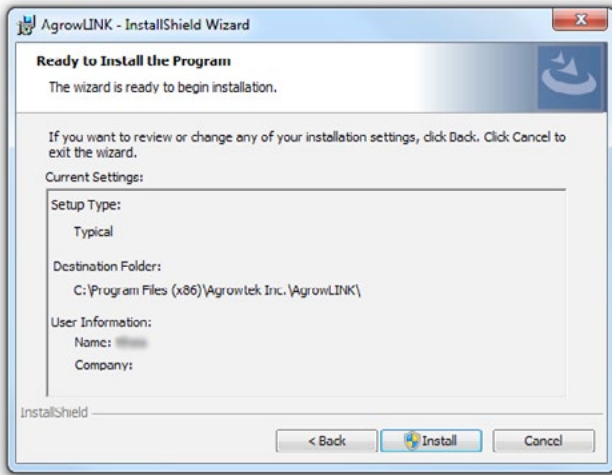 AgrowLINK - InstallShield Wizard
Ready to Install the Program
The wizard is ready to begin installation.
If you want to review or change any of your installation settings, click Back. Click Cancel to
exit the wizard.
Current Settings:
Setup Type:
Typical
Destination Folder:
C:\Program Files (x86)\Agrowtek Inc.\AgrowLINK\
User Information:
Name:
Company:
InstallShield
< Back
Install
Cancel